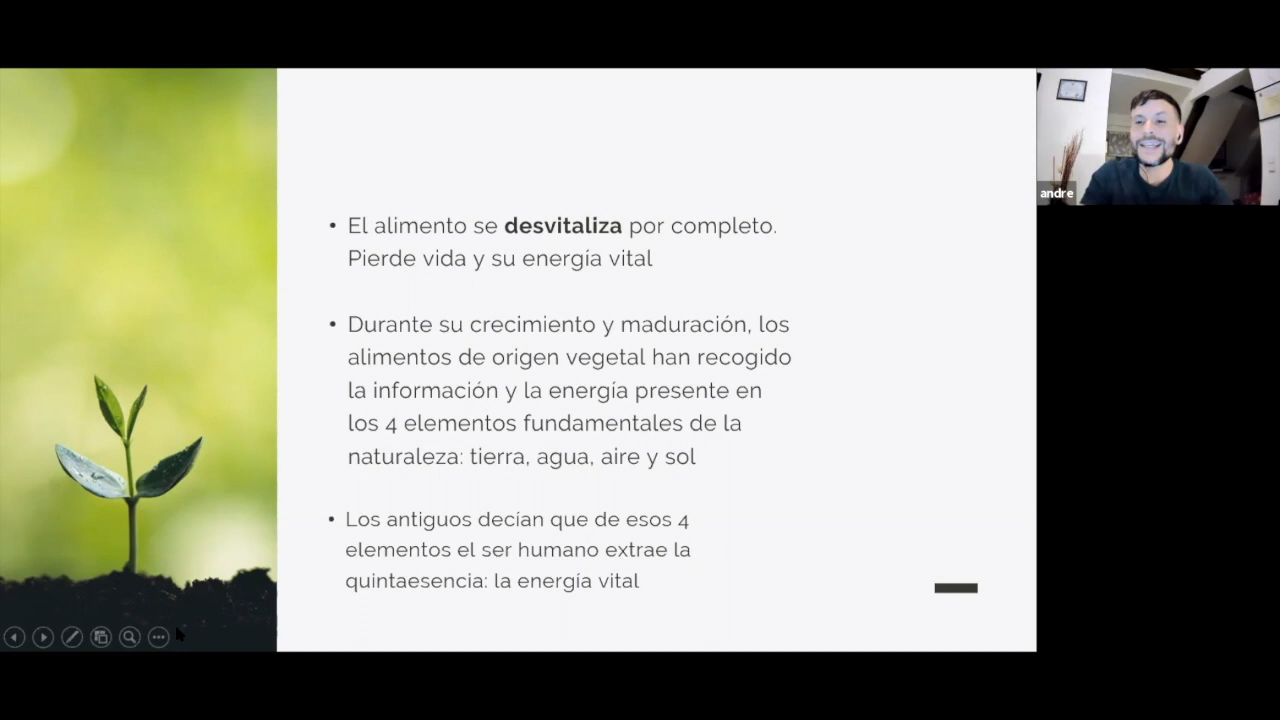 • El alimento se desvitaliza por completo.
Pierde vida y su energía vital
• Durante su crecimiento y maduración, los
alimentos de origen vegetal han recogido
la información y la energía presente en
los 4 elementos fundamentales de la
naturaleza: tierra, agua, aire y sol
• Los antiguos decían que de esos 4
elementos el ser humano extrae la
quintaesencia: la energía vital
andre